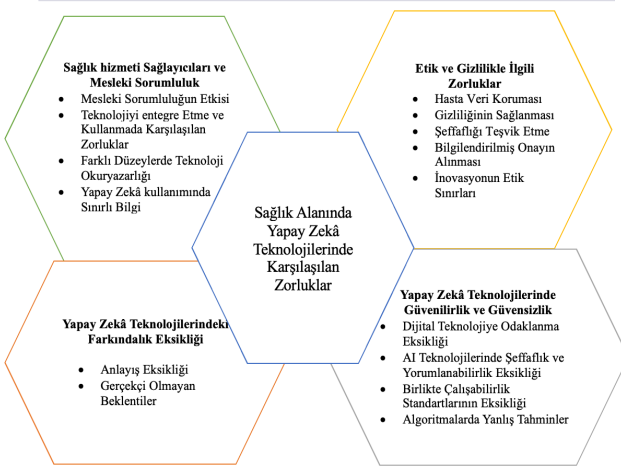 Sağlık hizmeti Sağlayıcıları ve
Mesleki Sorumluluk
• Mesleki Sorumluluğun Etkisi
• Teknolojiyi entegre Etme ve
Kullanmada Karşılaşılan
Zorluklar
• Farklı Düzeylerde Teknoloji
Okuryazarlığı
• Yapay Zekâ kullanımında
Sınırlı Bilgi
Etik ve Gizlilikle İlgili
Zorluklar
• Hasta Veri Koruması
• Gizliliğinin Sağlanması
• Şeffaflığı Teşvik Etme
• Bilgilendirilmiş Onayın
Alınması
• İnovasyonun Etik
Sınırları
Sağlık Alanında
Yapay Zekâ
Teknolojilerinde
Karşılaşılan
Zorluklar
Yapay Zekâ Teknolojilerindeki
Farkındalık Eksikliği
• Anlayış Eksikliği
• Gerçekçi Olmayan
Beklentiler
Yapay Zekâ Teknolojilerinde
Güvenilirlik ve Güvensizlik
• Dijital Teknolojiye Odaklanma
Eksikliği
• AI Teknolojilerinde Şeffaflık ve
Yorumlanabilirlik Eksikliği
• Birlikte Çalışabilirlik
Standartlarının Eksikliği
• Algoritmalarda Yanlış Tahminler